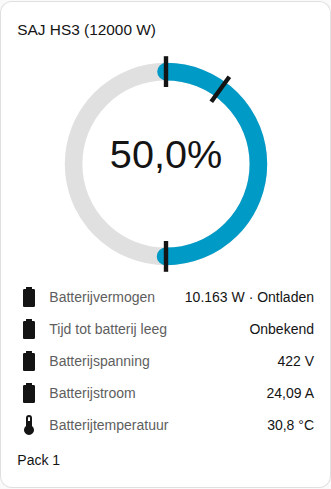 SAJ HS3 (12000 W)
50,0%
Batterijvermogen 10.163 W · Ontladen
Tijd tot batterij leeg Onbekend
Batterijspanning 422 V
Batterijstroom 24,09 A
Batterijtemperatuur 30,8 °C
Pack 1